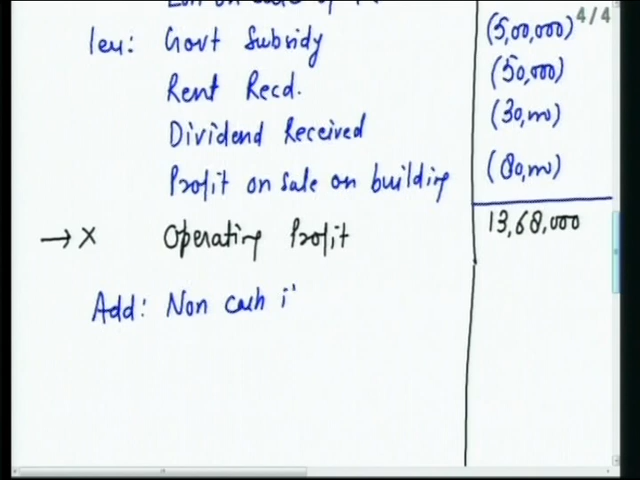 4/4
less: Govt Subsidy (5,00,000)
Rent Recd. (50,000)
Dividend Received (30,000)
Profit on sale on building (80,000)
→ X Operating Profit 13,68,000
Add: Non cash i